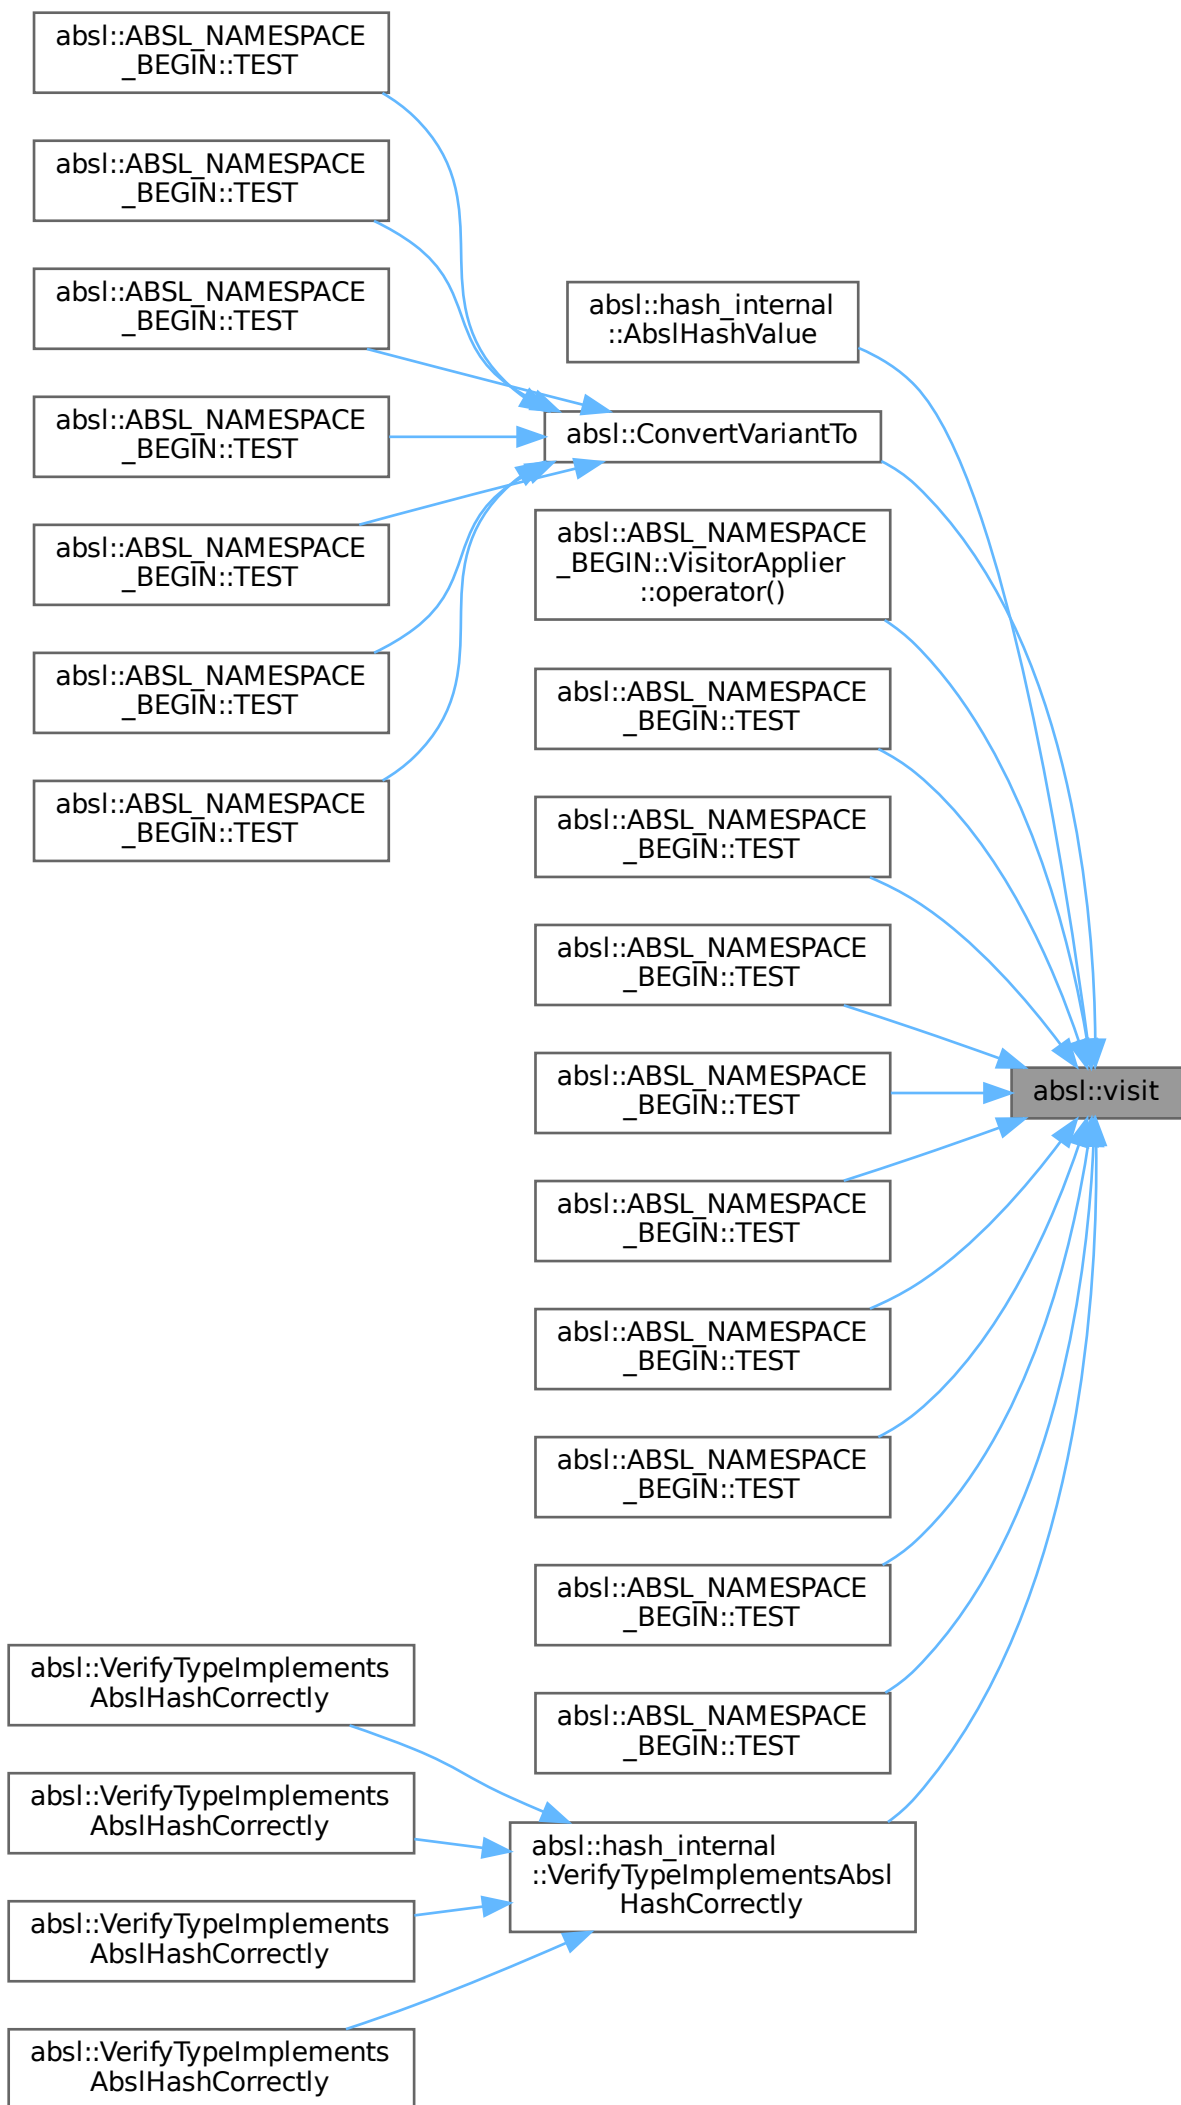 absl::ABSL_NAMESPACE
_BEGIN::TEST
absl::ABSL_NAMESPACE
_BEGIN::TEST
absl::ABSL_NAMESPACE
_BEGIN::TEST
absl::ABSL_NAMESPACE
_BEGIN::TEST
absl::ABSL_NAMESPACE
_BEGIN::TEST
absl::ABSL_NAMESPACE
_BEGIN::TEST
absl::ABSL_NAMESPACE
_BEGIN::TEST
absl::hash_internal
::AbslHashValue
absl::ConvertVariantTo
absl::ABSL_NAMESPACE
_BEGIN::VisitorApplier
::operator()
absl::ABSL_NAMESPACE
_BEGIN::TEST
absl::ABSL_NAMESPACE
_BEGIN::TEST
absl::ABSL_NAMESPACE
_BEGIN::TEST
absl::ABSL_NAMESPACE
_BEGIN::TEST
absl::ABSL_NAMESPACE
_BEGIN::TEST
absl::ABSL_NAMESPACE
_BEGIN::TEST
absl::ABSL_NAMESPACE
_BEGIN::TEST
absl::ABSL_NAMESPACE
_BEGIN::TEST
absl::ABSL_NAMESPACE
_BEGIN::TEST
absl::visit
absl::VerifyTypeImplements
AbslHashCorrectly
absl::VerifyTypeImplements
AbslHashCorrectly
absl::VerifyTypeImplements
AbslHashCorrectly
absl::VerifyTypeImplements
AbslHashCorrectly
absl::hash_internal
::VerifyTypeImplementsAbsl
HashCorrectly